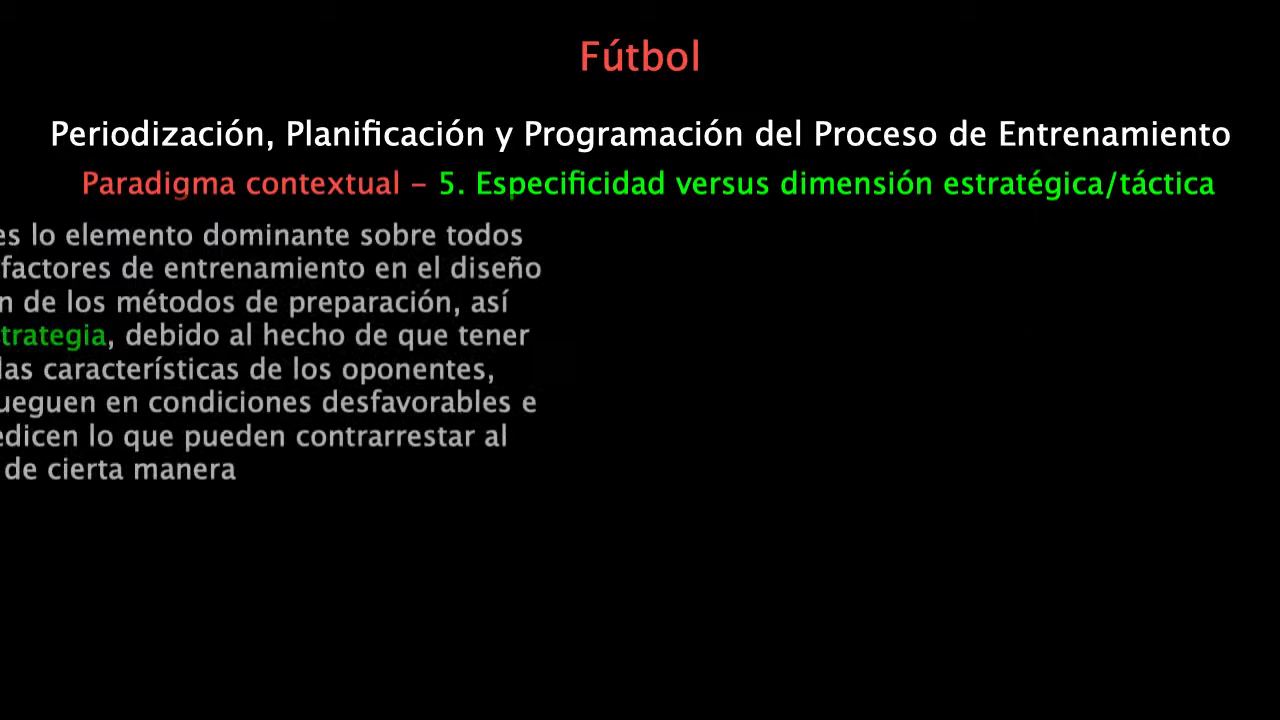 Fútbol
Periodización, Planificación y Programación del Proceso de Entrenamiento
Paradigma contextual – 5. Especificidad versus dimensión estratégica/táctica
es lo elemento dominante sobre todos
factores de entrenamiento en el diseño
n de los métodos de preparación, así
trategia, debido al hecho de que tener
las características de los oponentes,
ueguen en condiciones desfavorables e
edicen lo que pueden contrarrestar al
de cierta manera